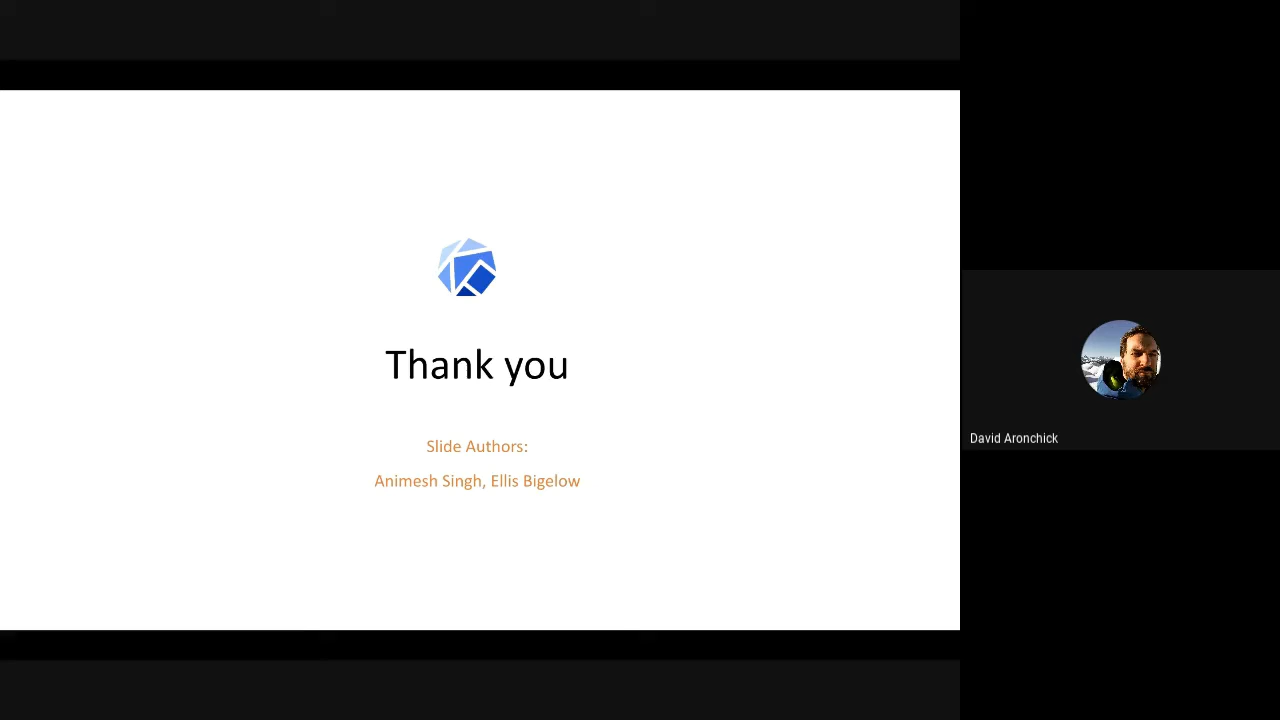 Thank you
Slide Authors:
Animesh Singh, Ellis Bigelow
David Aronchick